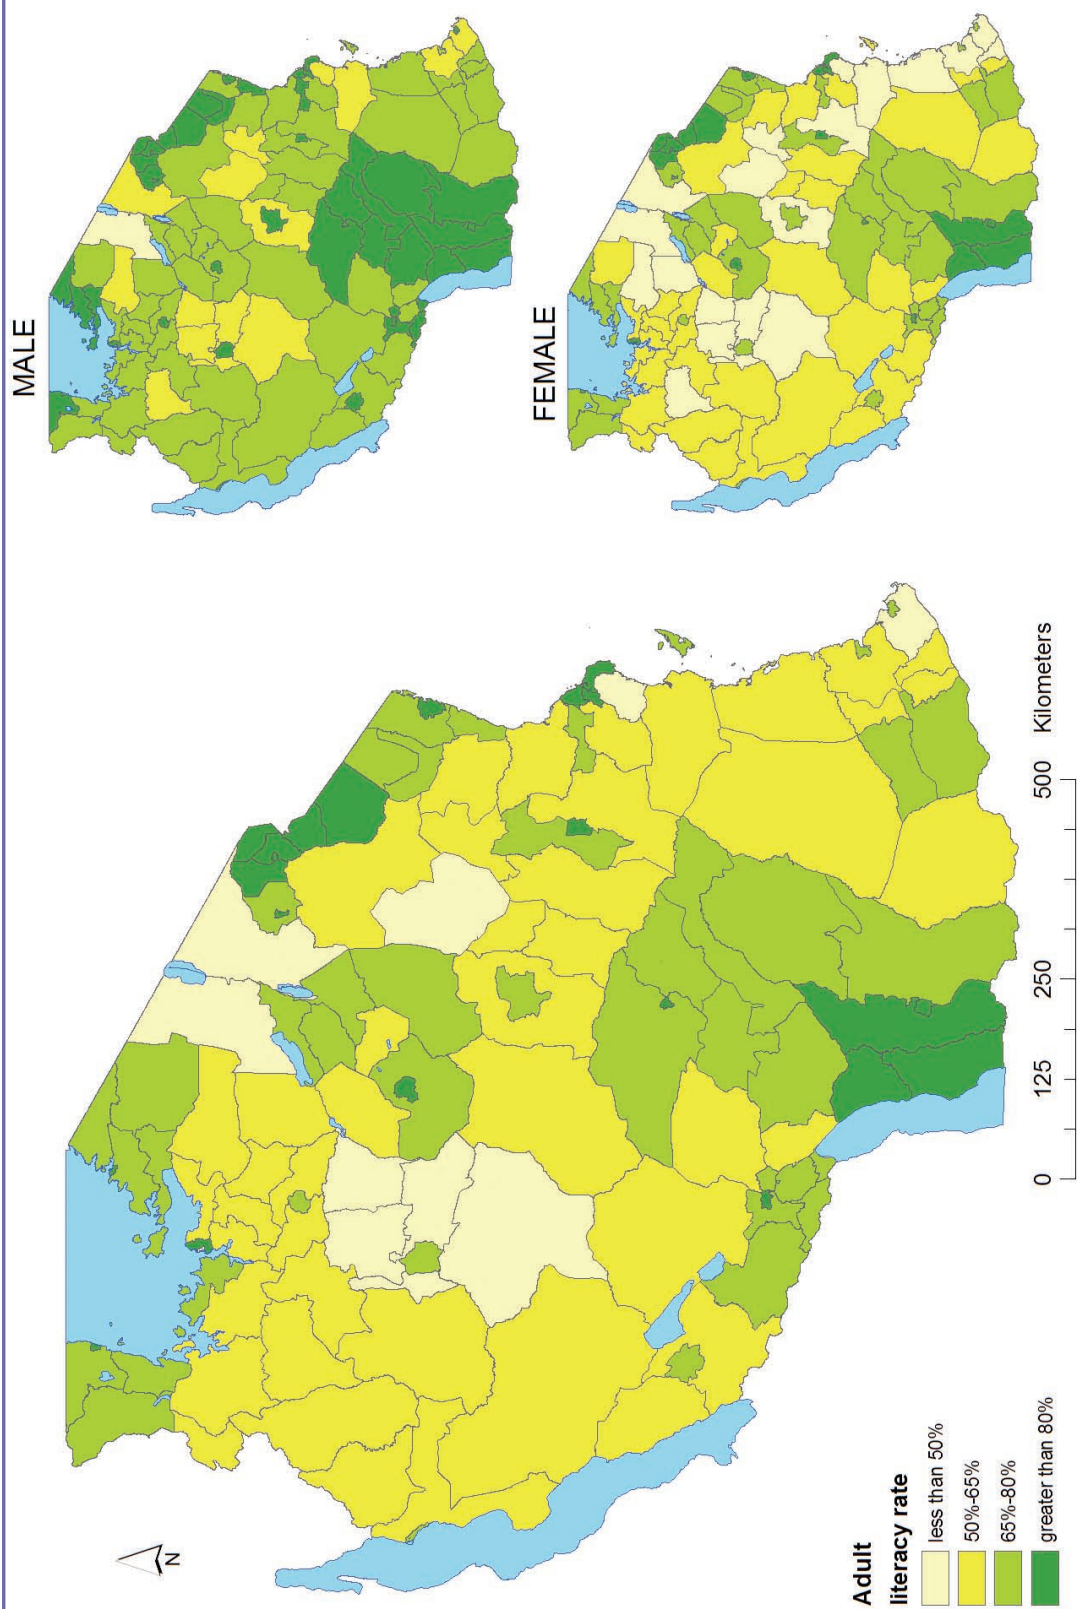 MALE
FEMALE
N
Adult
literacy rate
less than 50%
50%-65%
65%-80%
greater than 80%
0 125 250 500 Kilometers